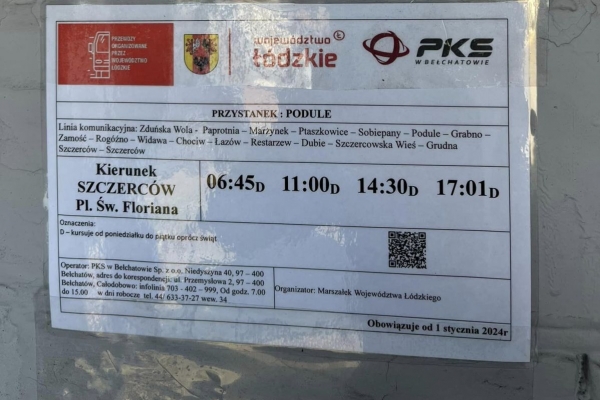 PRZEWOZY
ORGANIZOWANE
PRZEZ
WOJEWÓDZTWO
ŁÓDZKIE
województwo
Łódzkie
PKS
W BEŁCHATOWIE
PRZYSTANEK : PODULE
Linia komunikacyjna: Zduńska Wola - Paprotnia – Marzynek – Ptaszkowice – Sobiepany – Podule – Grabno –
Zamość – Rogóźno – Widawa – Chociw – Łazów – Restarzew – Dubie – Szczercowska Wieś – Grudna
Szczerców – Szczerców
Kierunek
SZCZERCÓW
Pl. Św. Floriana
06:45D 11:00D 14:30D 17:01D
Oznaczenia:
D – kursuje od poniedziałku do piątku oprócz świąt
Operator: PKS w Bełchatowie Sp. z o.o. Niedyszyna 40, 97 – 400
Bełchatów, adres do korespondencji: ul. Przemysłowa 2, 97 – 400
Bełchatów, Całodobowo: infolinia 703 - 402 – 999, Od godz. 7.00
do 15.00 w dni robocze tel. 44/ 633-37-27 wew. 34
Organizator: Marszałek Województwa Łódzkiego
Obowiązuje od 1 stycznia 2024r